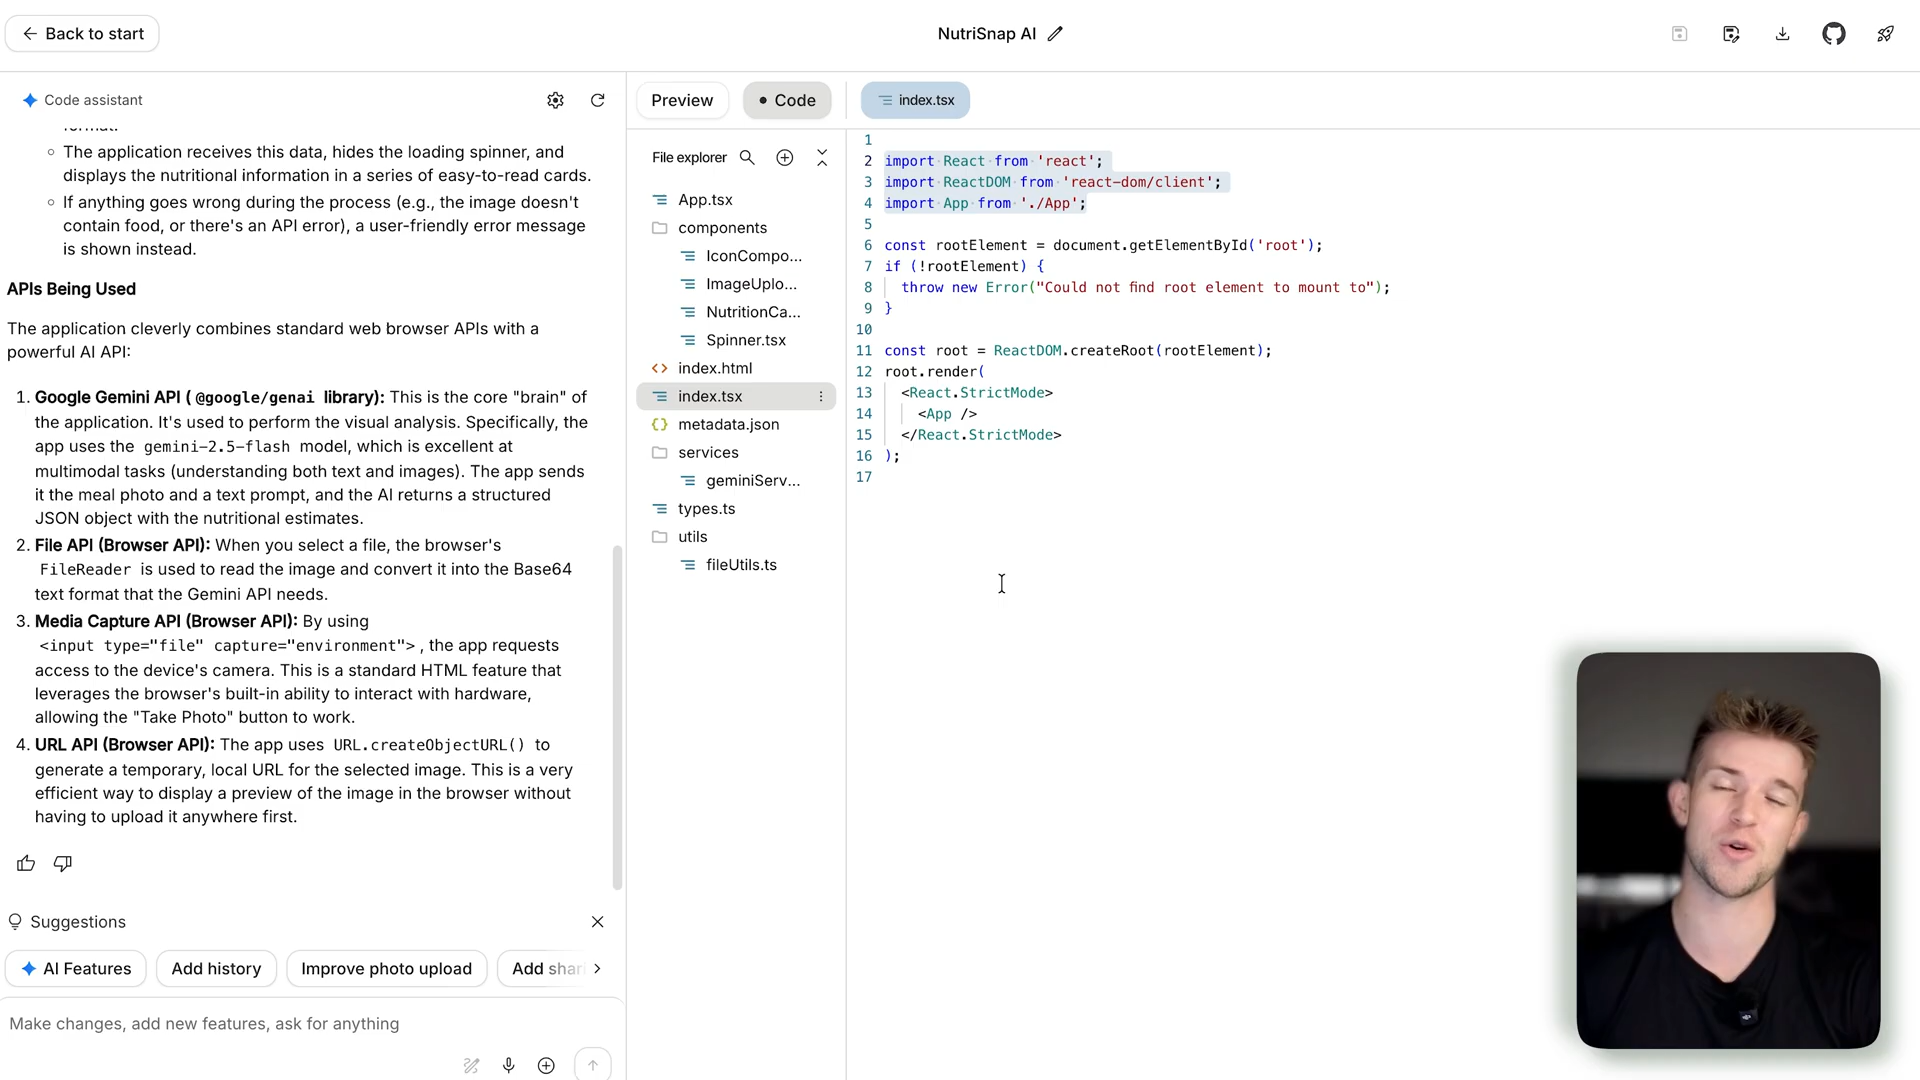 Back to start
NutriSnap AI
Code assistant
format.
The application receives this data, hides the loading spinner, and
displays the nutritional information in a series of easy-to-read cards.
If anything goes wrong during the process (e.g., the image doesn't
contain food, or there's an API error), a user-friendly error message
is shown instead.
APIs Being Used
The application cleverly combines standard web browser APIs with a
powerful AI API:
1. Google Gemini API ( @google/genai library): This is the core "brain" of
the application. It's used to perform the visual analysis. Specifically, the
app uses the gemini-2.5-flash model, which is excellent at
multimodal tasks (understanding both text and images). The app sends
it the meal photo and a text prompt, and the AI returns a structured
JSON object with the nutritional estimates.
2. File API (Browser API): When you select a file, the browser's
FileReader is used to read the image and convert it into the Base64
text format that the Gemini API needs.
3. Media Capture API (Browser API): By using
<input type="file" capture="environment">, the app requests
access to the device's camera. This is a standard HTML feature that
leverages the browser's built-in ability to interact with hardware,
allowing the "Take Photo" button to work.
4. URL API (Browser API): The app uses URL.createObjectURL() to
generate a temporary, local URL for the selected image. This is a very
efficient way to display a preview of the image in the browser without
having to upload it anywhere first.
Suggestions
AI Features
Add history
Improve photo upload
Add shar
Make changes, add new features, ask for anything
Preview
Code
File explorer
App.tsx
components
IconCompo...
ImageUplo...
NutritionCa...
Spinner.tsx
index.html
index.tsx
metadata.json
services
geminiServ...
types.ts
utils
fileUtils.ts
index.tsx
1
2 import React from 'react';
3 import ReactDOM from 'react-dom/client';
4 import App from './App';
5
6 const rootElement = document.getElementById('root');
7 if (!rootElement) {
8 throw new Error("Could not find root element to mount to");
9 }
10
11 const root = ReactDOM.createRoot(rootElement);
12 root.render(
13 <React.StrictMode>
14 <App />
15 </React.StrictMode>
16 );
17